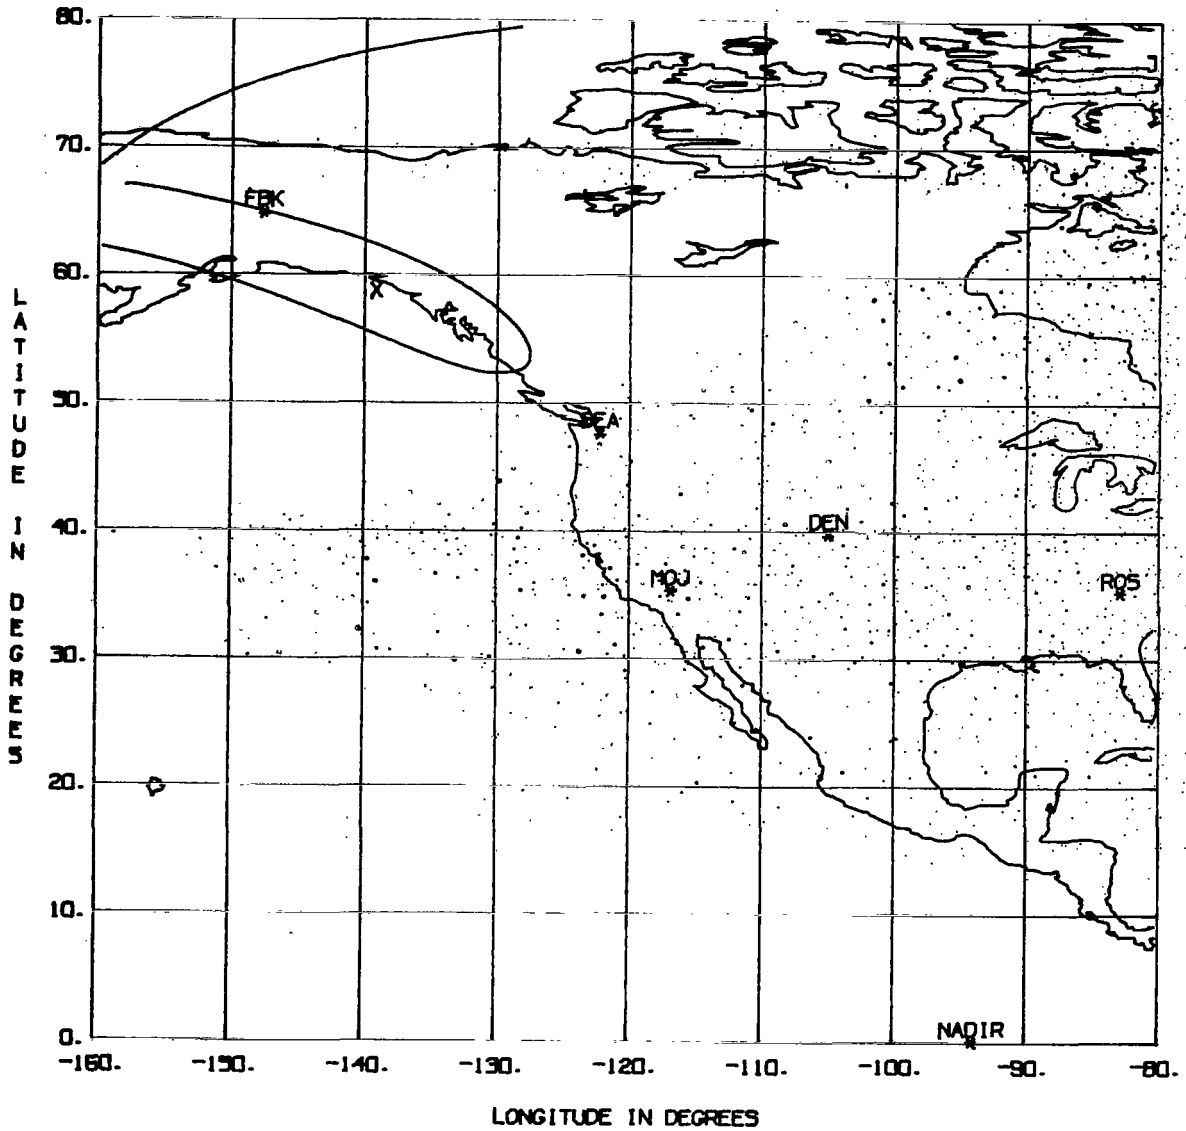 80.
70.
FBK
60.
X
50.
SEA
40.
DEN
MOJ
ROS
30.
20.
10.
NADIR
0.
-160. -150. -140. -130. -120. -110. -100. -90. -80.
LATITUDE IN DEGREES
LONGITUDE IN DEGREES